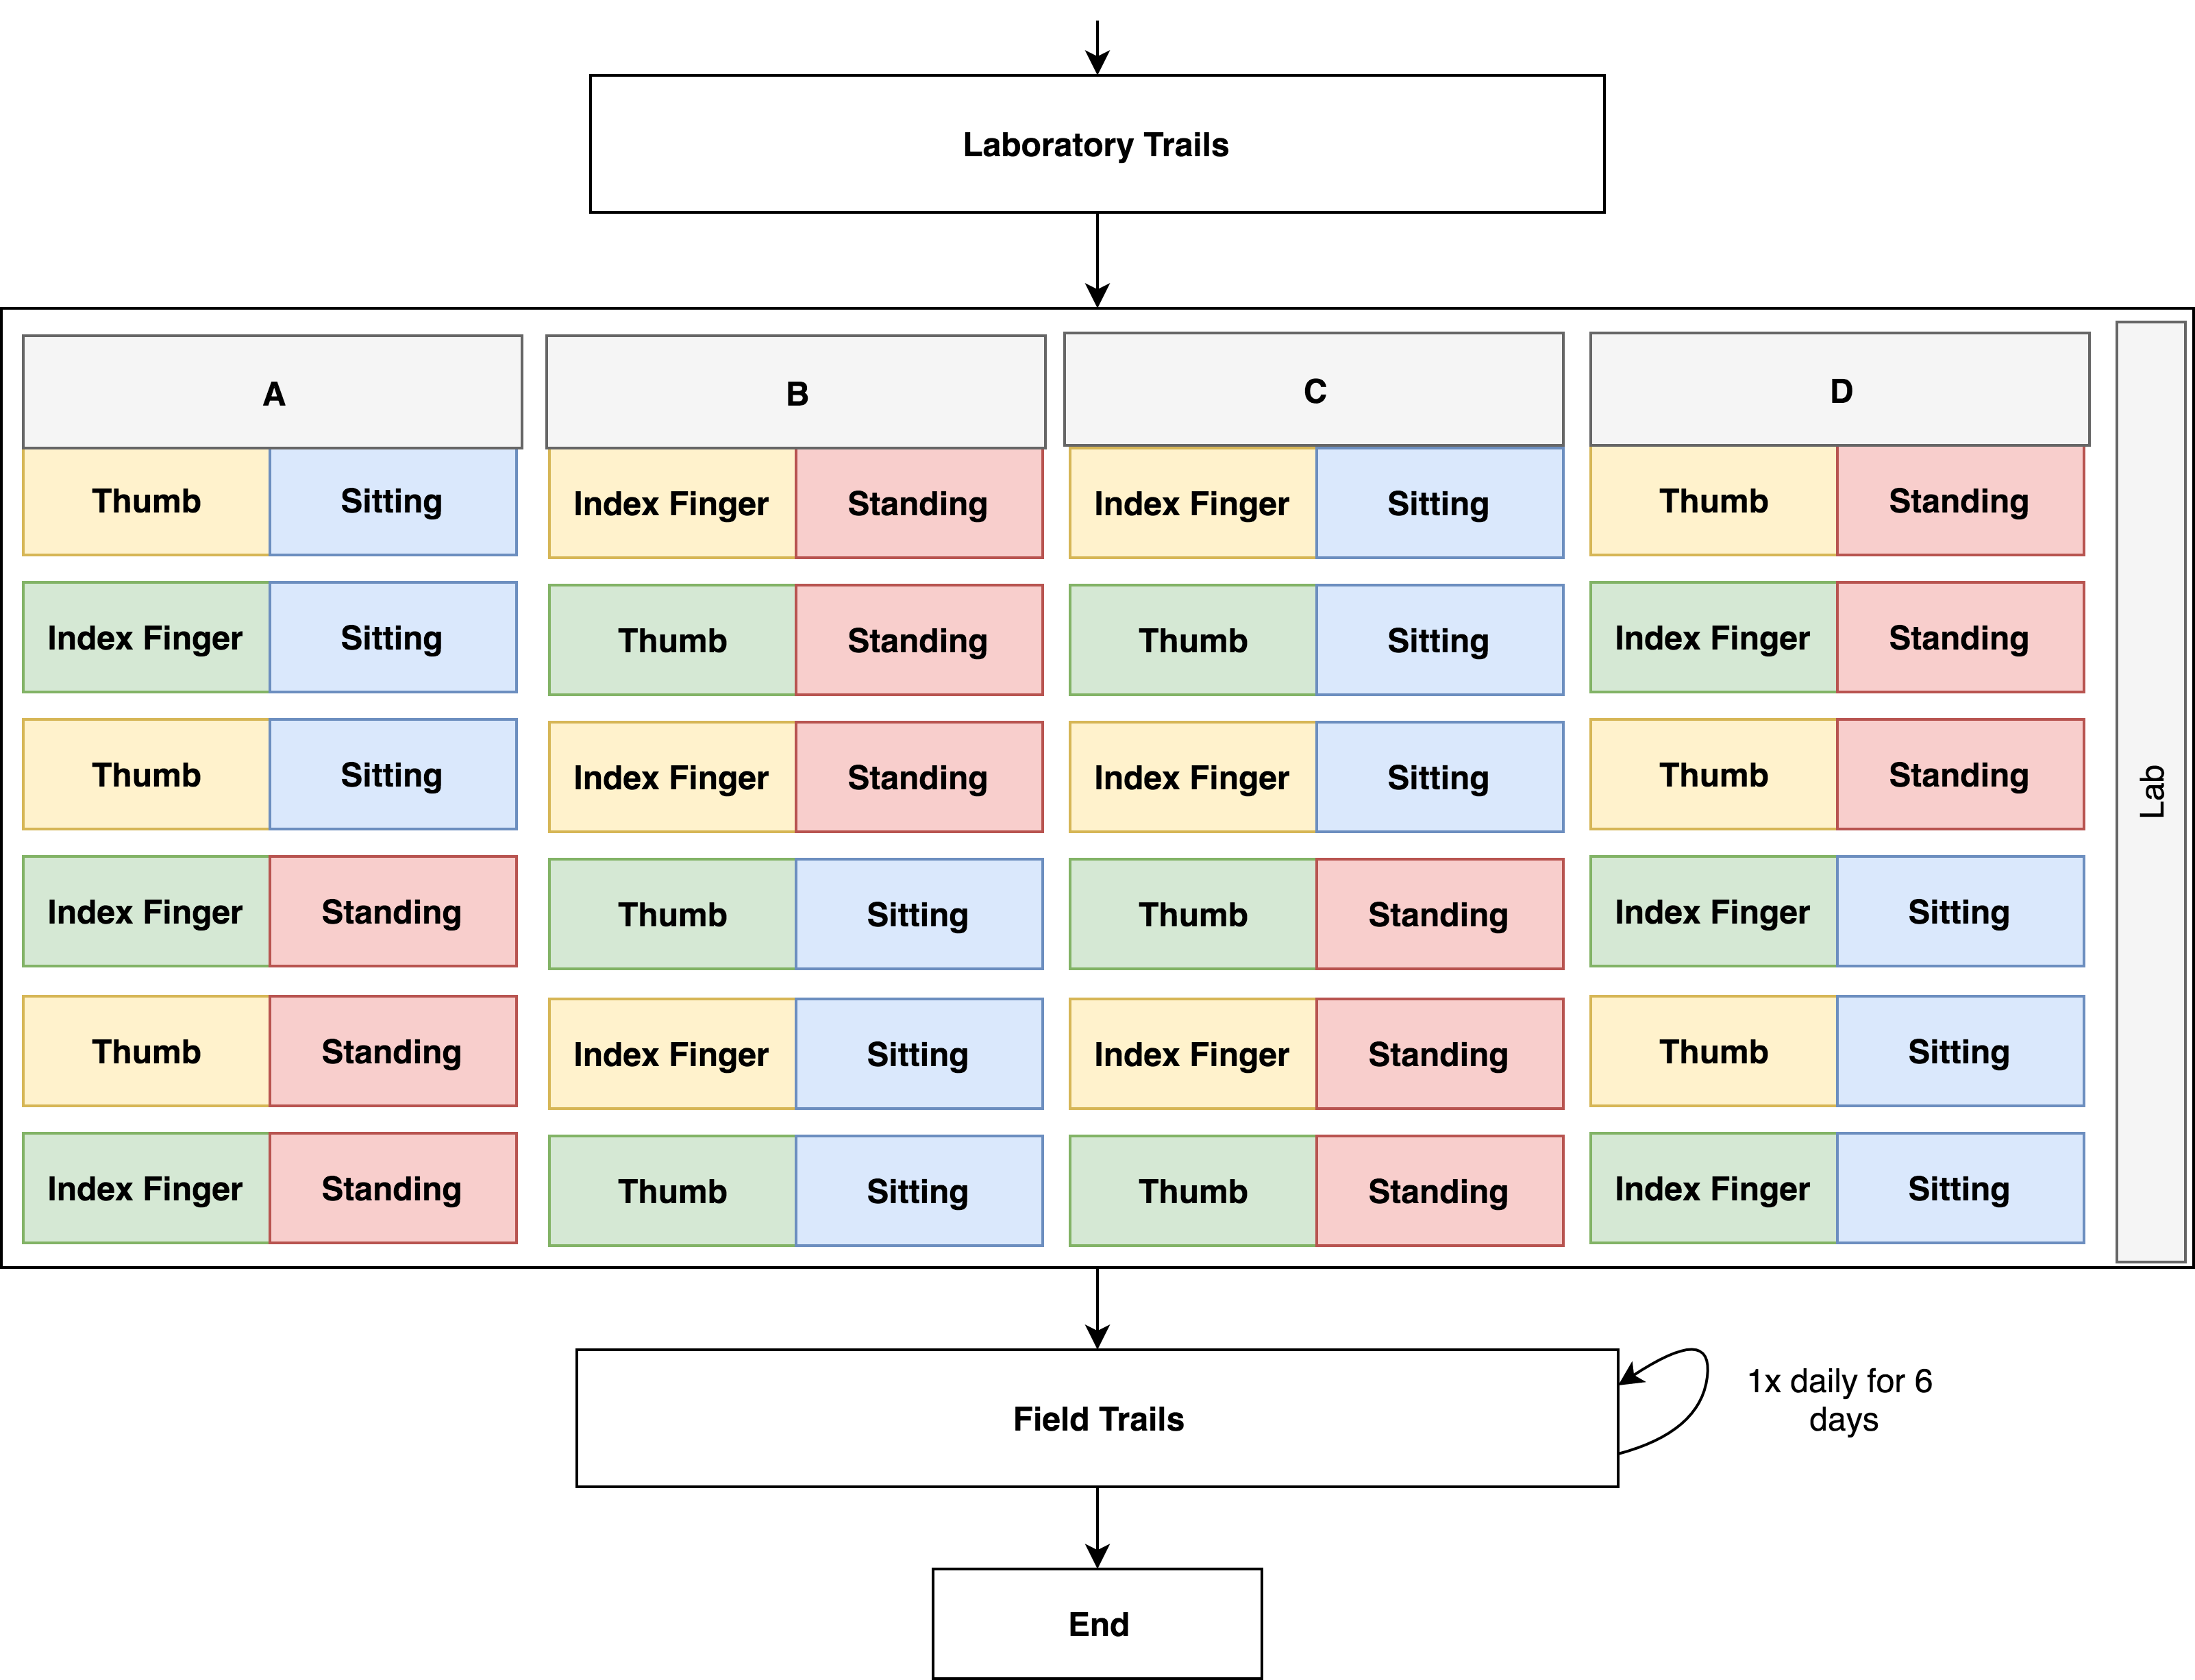 Laboratory Trails
A
B
C
D
Thumb
Sitting
Index Finger
Standing
Index Finger
Sitting
Thumb
Standing
Index Finger
Sitting
Thumb
Standing
Thumb
Sitting
Index Finger
Standing
Thumb
Sitting
Index Finger
Standing
Index Finger
Sitting
Thumb
Standing
Lab
Index Finger
Standing
Thumb
Sitting
Thumb
Standing
Index Finger
Sitting
Thumb
Standing
Index Finger
Sitting
Index Finger
Standing
Thumb
Sitting
Index Finger
Standing
Thumb
Sitting
Thumb
Standing
Index Finger
Sitting
Field Trails
1x daily for 6
days
End